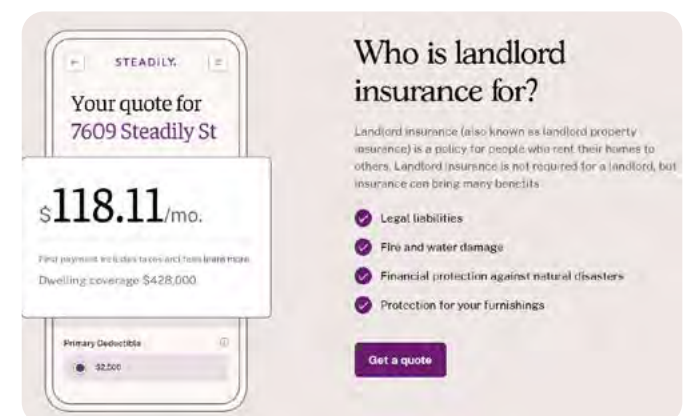 STEADILY.
Your quote for
7609 Steadily St
$118.11/mo.
First payment includes taxes and fees learn more
Dwelling coverage $428,000
Primary Deductible
$2,500
Who is landlord
insurance for?
Landlord insurance (also known as landlord property
insurance) is a policy for people who rent their homes to
others. Landlord insurance is not required for a landlord, but
insurance can bring many benefits
Legal liabilities
Fire and water damage
Financial protection against natural disasters
Protection for your furnishings
Get a quote